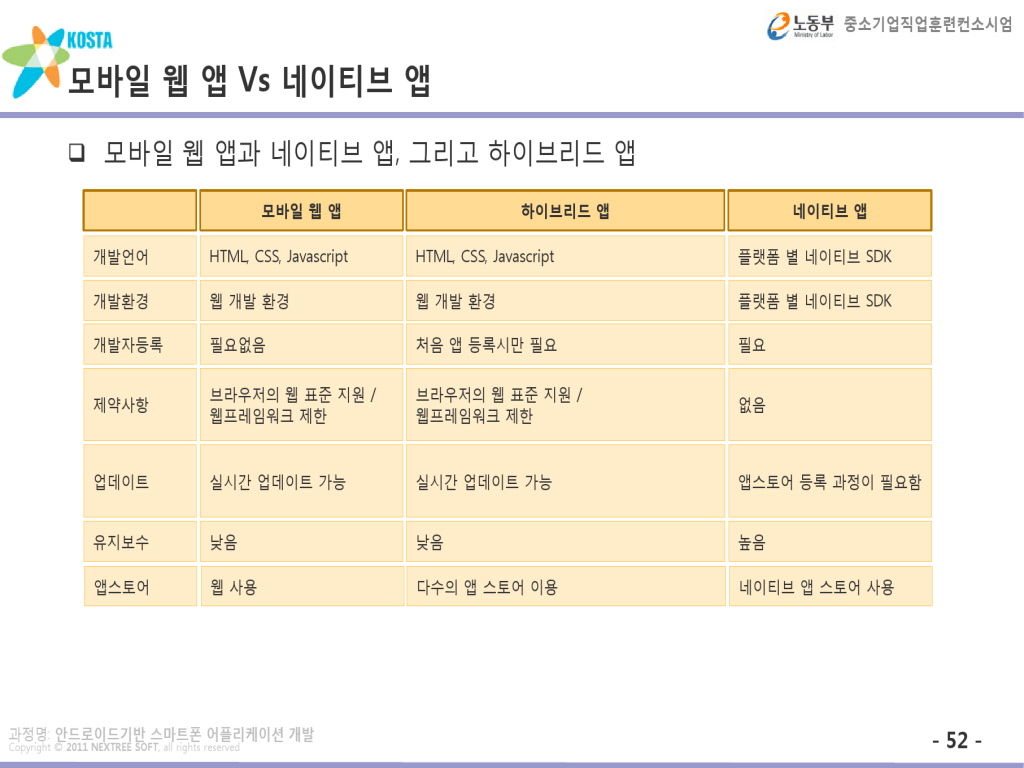 노동부 중소기업직업훈련컨소시엄
Ministry of Labor
KOSTA
모바일 웹 앱 Vs 네이티브 앱
❑ 모바일 웹 앱과 네이티브 앱, 그리고 하이브리드 앱
모바일 웹 앱 하이브리드 앱 네이티브 앱
개발언어 HTML, CSS, Javascript HTML, CSS, Javascript 플랫폼 별 네이티브 SDK
개발환경 웹 개발 환경 웹 개발 환경 플랫폼 별 네이티브 SDK
개발자등록 필요없음 처음 앱 등록시만 필요 필요
제약사항 브라우저의 웹 표준 지원 / 브라우저의 웹 표준 지원 / 없음
웹프레임워크 제한 웹프레임워크 제한
업데이트 실시간 업데이트 가능 실시간 업데이트 가능 앱스토어 등록 과정이 필요함
유지보수 낮음 낮음 높음
앱스토어 웹 사용 다수의 앱 스토어 이용 네이티브 앱 스토어 사용
과정명: 안드로이드기반 스마트폰 어플리케이션 개발
Copyright © 2011 NEXTREE SOFT, all rights reserved
- 52 -